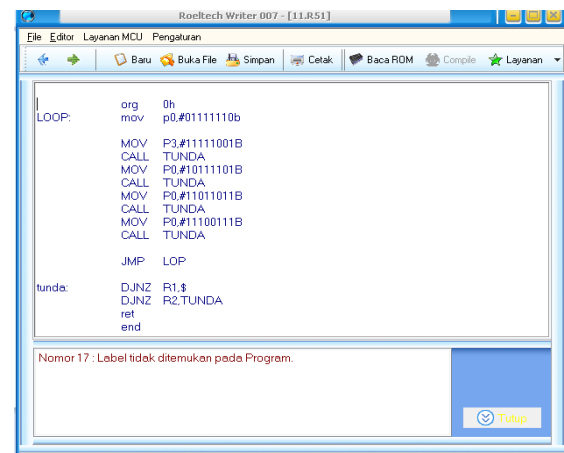 Roeltech Writer 007 - [11.R51]
File Editor Layanan MCU Pengaturan
Baru Buka File Simpan Cetak Baca ROM Compile Layanan
org 0h
LOOP: mov p0,#01111110b
MOV P3,#11111001B
CALL TUNDA
MOV P0,#10111101B
CALL TUNDA
MOV P0,#11011011B
CALL TUNDA
MOV P0,#11100111B
CALL TUNDA
JMP LOP
tunda: DJNZ R1,$
DJNZ R2,TUNDA
ret
end
Nomor 17 : Label tidak ditemukan pada Program.
Tutup